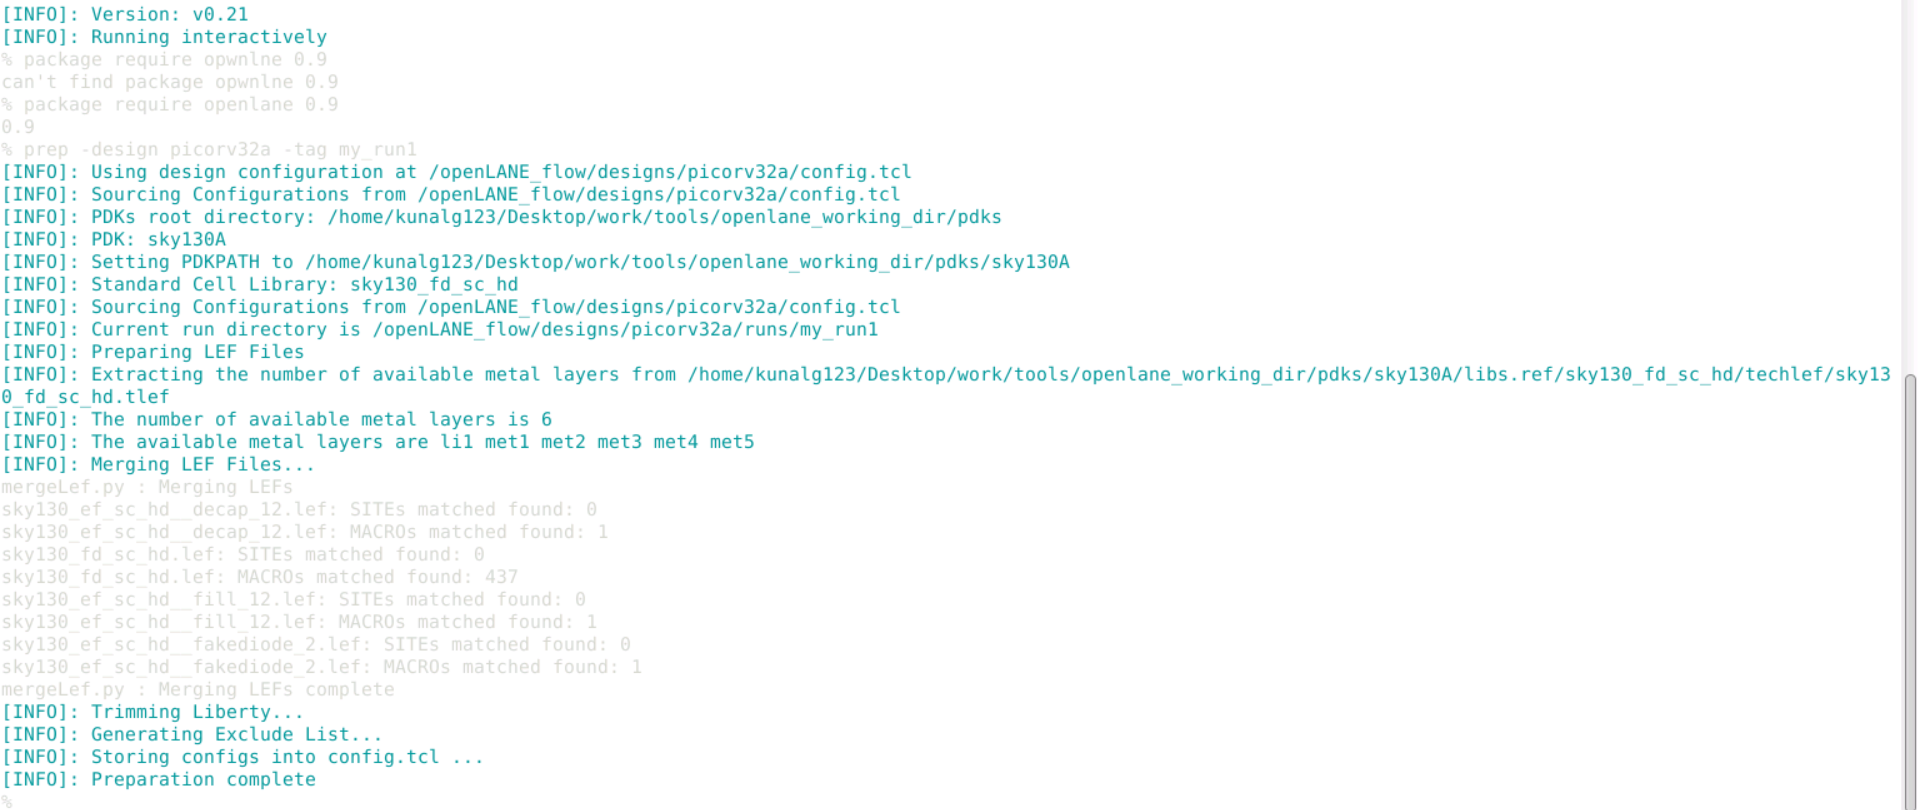 [INFO]: Version: v0.21
[INFO]: Running interactively
% package require opwnlne 0.9
can't find package opwnlne 0.9
% package require openlane 0.9
0.9
% prep -design picorv32a -tag my_run1
[INFO]: Using design configuration at /openLANE_flow/designs/picorv32a/config.tcl
[INFO]: Sourcing Configurations from /openLANE_flow/designs/picorv32a/config.tcl
[INFO]: PDKs root directory: /home/kunalg123/Desktop/work/tools/openlane_working_dir/pdks
[INFO]: PDK: sky130A
[INFO]: Setting PDKPATH to /home/kunalg123/Desktop/work/tools/openlane_working_dir/pdks/sky130A
[INFO]: Standard Cell Library: sky130_fd_sc_hd
[INFO]: Sourcing Configurations from /openLANE_flow/designs/picorv32a/config.tcl
[INFO]: Current run directory is /openLANE_flow/designs/picorv32a/runs/my_run1
[INFO]: Preparing LEF Files
[INFO]: Extracting the number of available metal layers from /home/kunalg123/Desktop/work/tools/openlane_working_dir/pdks/sky130A/libs.ref/sky130_fd_sc_hd/techlef/sky13
0_fd_sc_hd.tlef
[INFO]: The number of available metal layers is 6
[INFO]: The available metal layers are li1 met1 met2 met3 met4 met5
[INFO]: Merging LEF Files...
mergeLef.py : Merging LEFs
sky130_ef_sc_hd__decap_12.lef: SITEs matched found: 0
sky130_ef_sc_hd__decap_12.lef: MACROs matched found: 1
sky130_fd_sc_hd.lef: SITEs matched found: 0
sky130_fd_sc_hd.lef: MACROs matched found: 437
sky130_ef_sc_hd__fill_12.lef: SITEs matched found: 0
sky130_ef_sc_hd__fill_12.lef: MACROs matched found: 1
sky130_ef_sc_hd__fakediode_2.lef: SITEs matched found: 0
sky130_ef_sc_hd__fakediode_2.lef: MACROs matched found: 1
mergeLef.py : Merging LEFs complete
[INFO]: Trimming Liberty...
[INFO]: Generating Exclude List...
[INFO]: Storing configs into config.tcl ...
[INFO]: Preparation complete
%